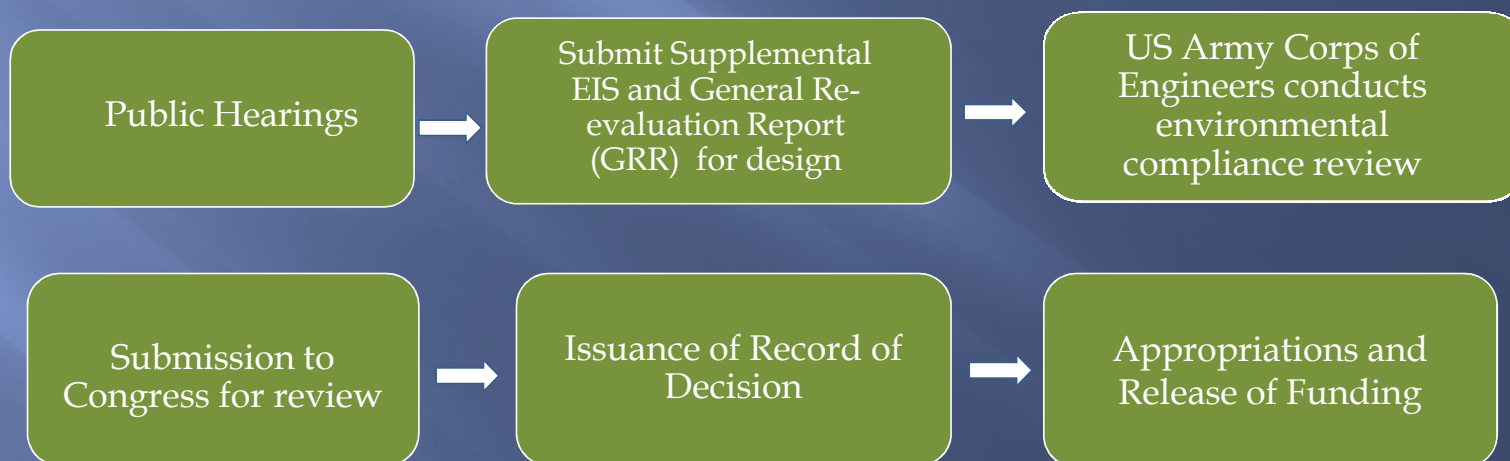 Public Hearings
Submit Supplemental
EIS and General Re-
evaluation Report
(GRR) for design
US Army Corps of
Engineers conducts
environmental
compliance review
Submission to
Congress for review
Issuance of Record of
Decision
Appropriations and
Release of Funding